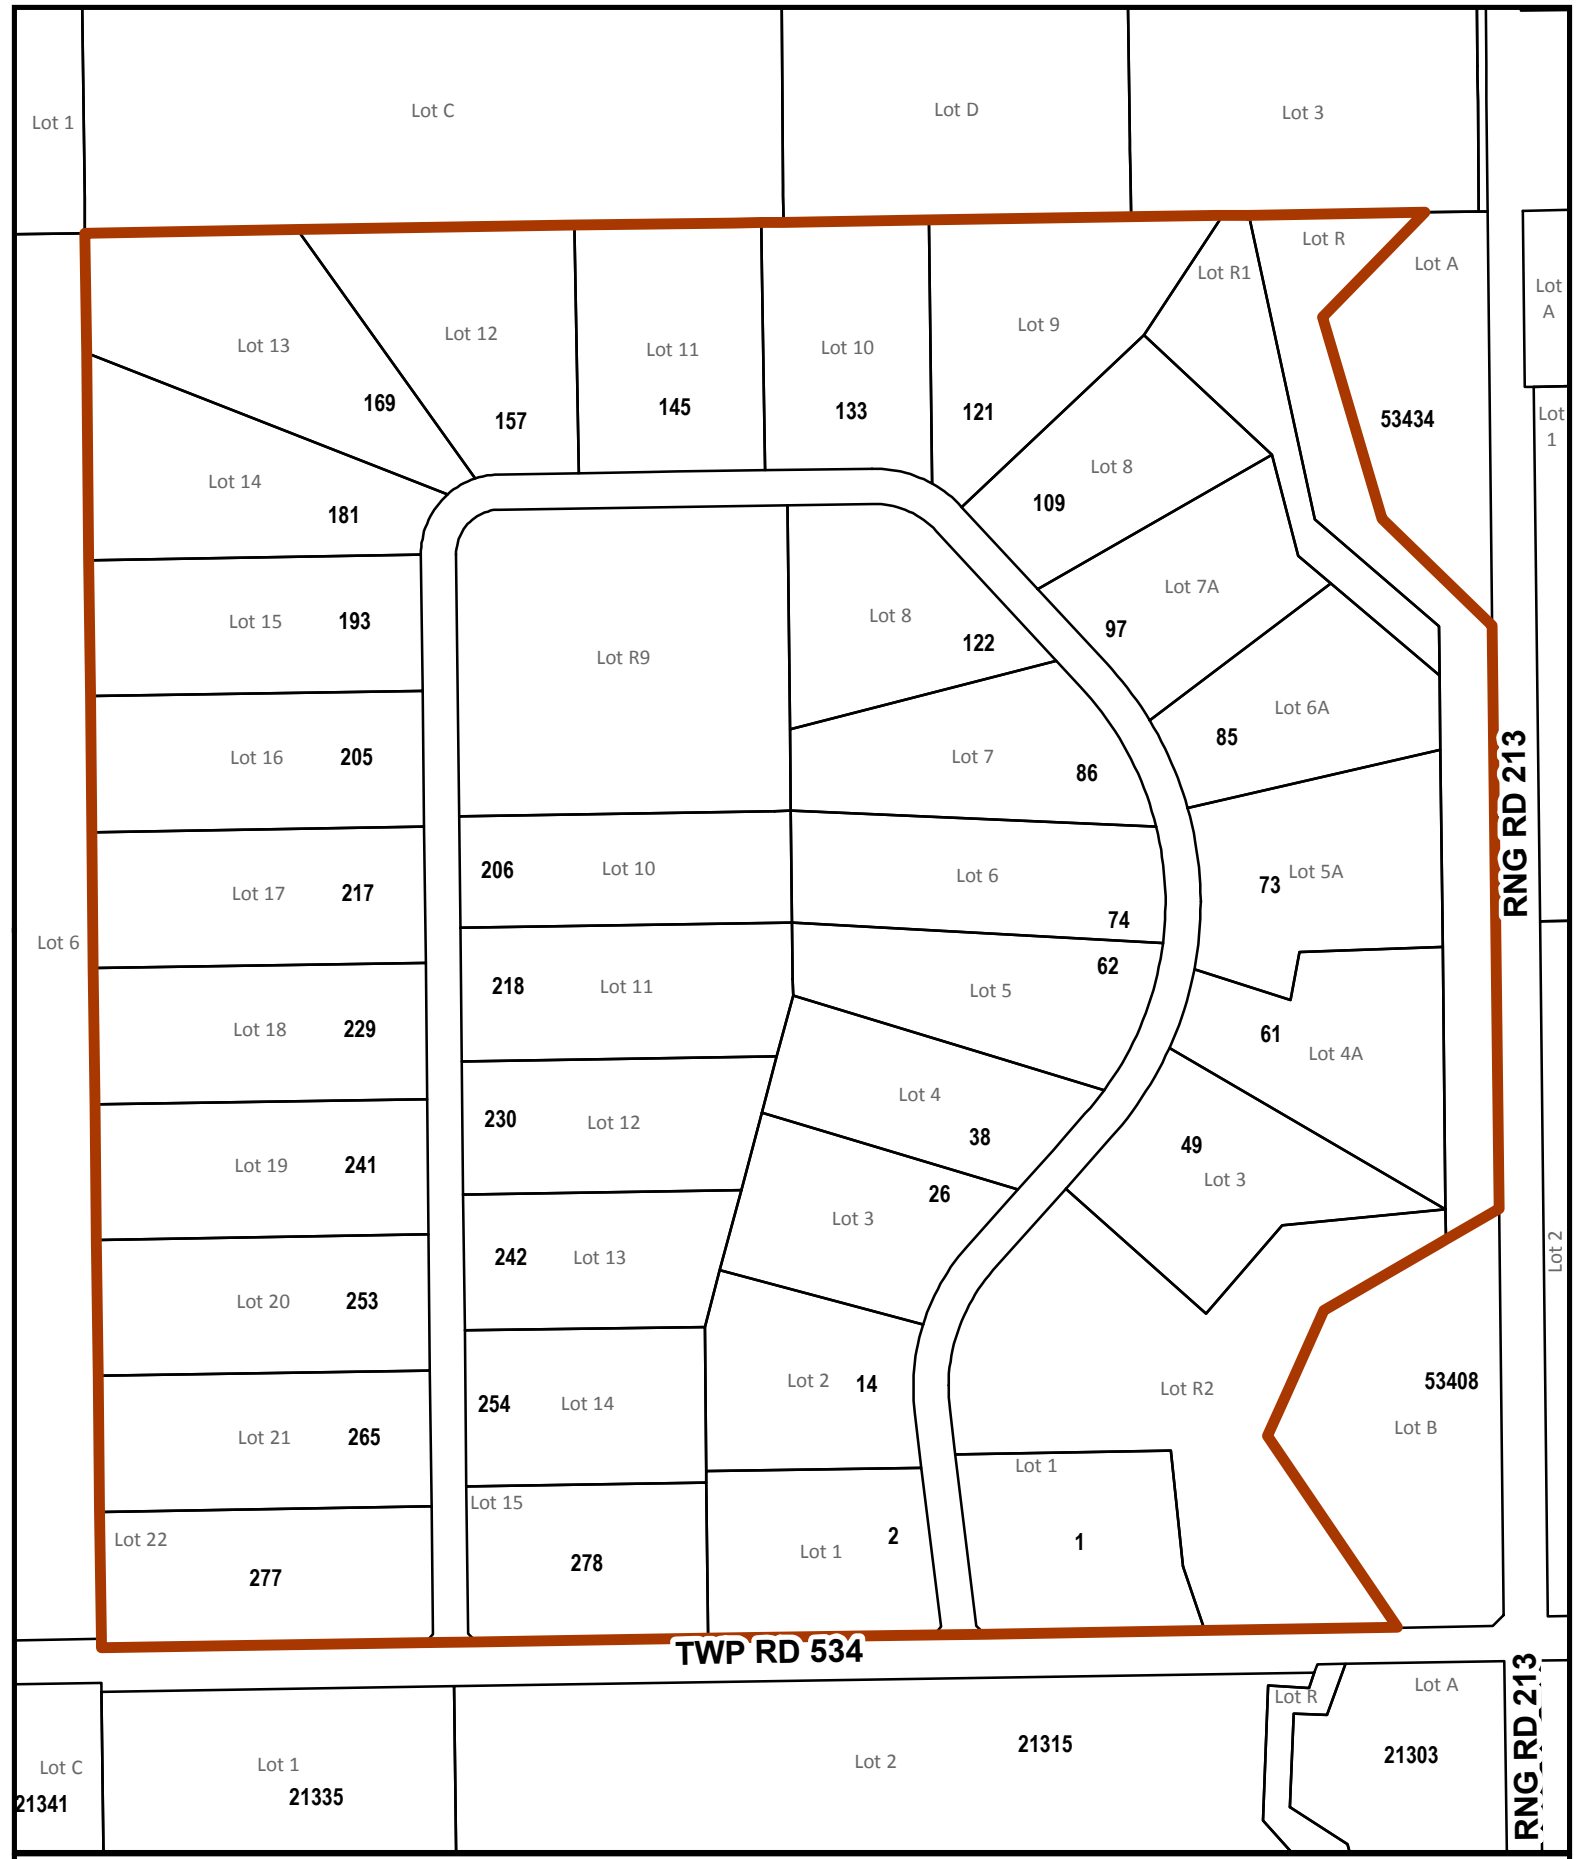 Lot 1
Lot C
Lot D
Lot 3
Lot R
Lot A
Lot R1
Lot
A
Lot 13
Lot 12
Lot 11
Lot 10
Lot 9
169
157
145
133
121
53434
Lot
1
Lot 14
181
Lot 8
109
Lot 15
193
Lot R9
Lot 8
122
Lot 7A
97
Lot 16
205
Lot 7
86
Lot 6A
85
RNG RD 213
Lot 17
217
206
Lot 10
Lot 6
74
73
Lot 5A
Lot 6
Lot 18
229
218
Lot 11
62
Lot 5
61
Lot 4A
Lot 19
241
230
Lot 12
Lot 4
38
49
Lot 3
26
Lot 3
Lot 20
253
242
Lot 13
Lot 2
Lot 21
265
254
Lot 14
Lot 2
14
Lot R2
53408
Lot B
Lot 22
277
Lot 15
278
Lot 1
2
Lot 1
1
TWP RD 534
RNG RD 213
Lot C
21341
Lot 1
21335
Lot 2
21315
Lot R
Lot A
21303